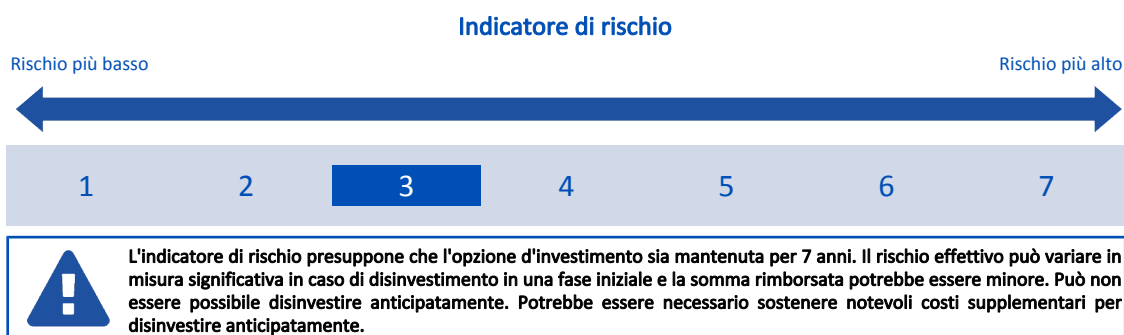 Indicatore di rischio
Rischio più basso
Rischio più alto
1 2 3 4 5 6 7
L'indicatore di rischio presuppone che l'opzione d'investimento sia mantenuta per 7 anni. Il rischio effettivo può variare in
misura significativa in caso di disinvestimento in una fase iniziale e la somma rimborsata potrebbe essere minore. Può non
essere possibile disinvestire anticipatamente. Potrebbe essere necessario sostenere notevoli costi supplementari per
disinvestire anticipatamente.